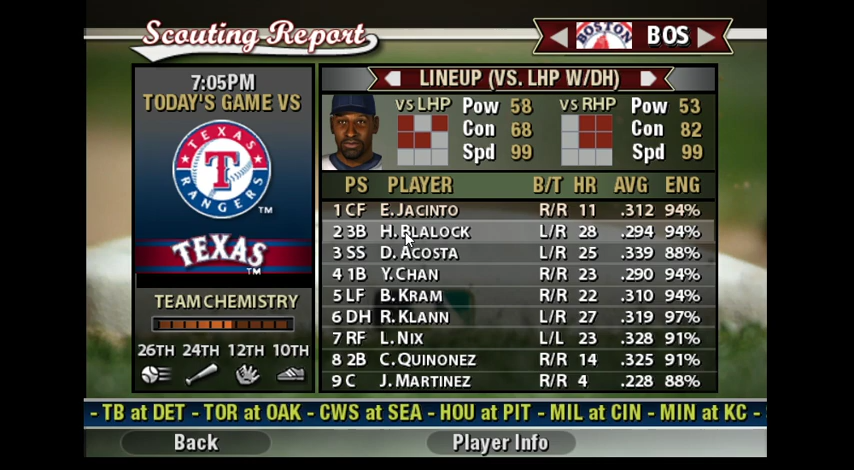 Scouting Report
BOSTON
BOS
7:05PM
TODAY'S GAME VS
TEXAS RANGERS
T
TM
TEXAS
TM
TEAM CHEMISTRY
26TH 24TH 12TH 10TH
LINEUP (VS. LHP W/DH)
VS LHP Pow 58 VS RHP Pow 53
Con 68 Con 82
Spd 99 Spd 99
PS PLAYER B/T HR AVG ENG
1 CF E. JACINTO R/R 11 .312 94%
2 3B H. BLALOCK L/R 28 .294 94%
3 SS D. ACOSTA L/R 25 .339 88%
4 1B Y. CHAN R/R 23 .290 94%
5 LF B. KRAM R/R 22 .310 94%
6 DH R. KLANN L/R 27 .319 97%
7 RF L. NIX L/L 23 .328 91%
8 2B C. QUINONEZ R/R 14 .325 91%
9 C J. MARTINEZ R/R 4 .228 88%
- TB at DET - TOR at OAK - CWS at SEA - HOU at PIT - MIL at CIN - MIN at KC -
Back Player Info